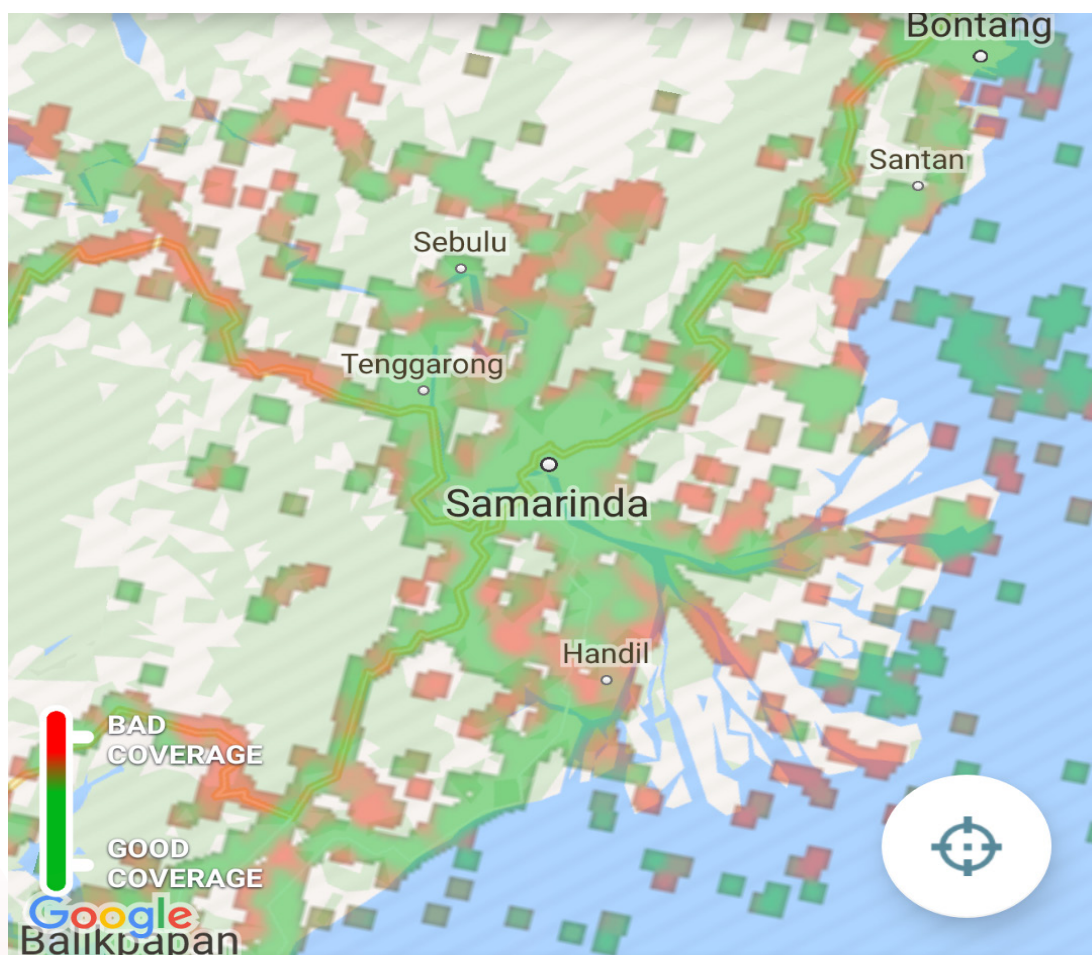 Bontang
Santan
Sebulu
Tenggarong
Samarinda
Handil
BAD
COVERAGE
GOOD
COVERAGE
Google
Balikpapan